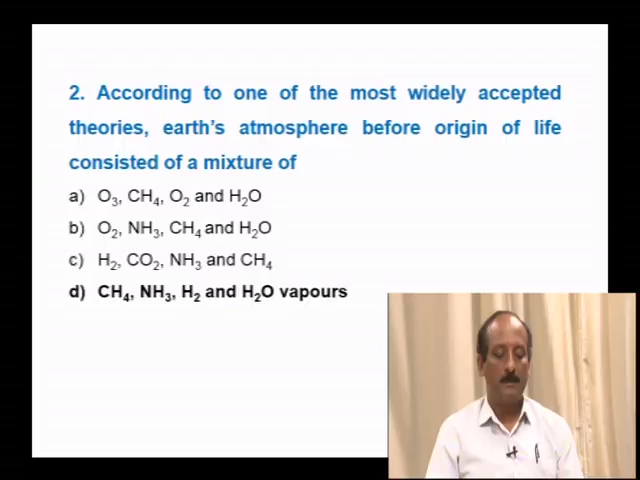 2. According to one of the most widely accepted
theories, earth's atmosphere before origin of life
consisted of a mixture of
a) O₃, CH₄, O₂ and H₂O
b) O₂, NH₃, CH₄ and H₂O
c) H₂, CO₂, NH₃ and CH₄
d) CH₄, NH₃, H₂ and H₂O vapours